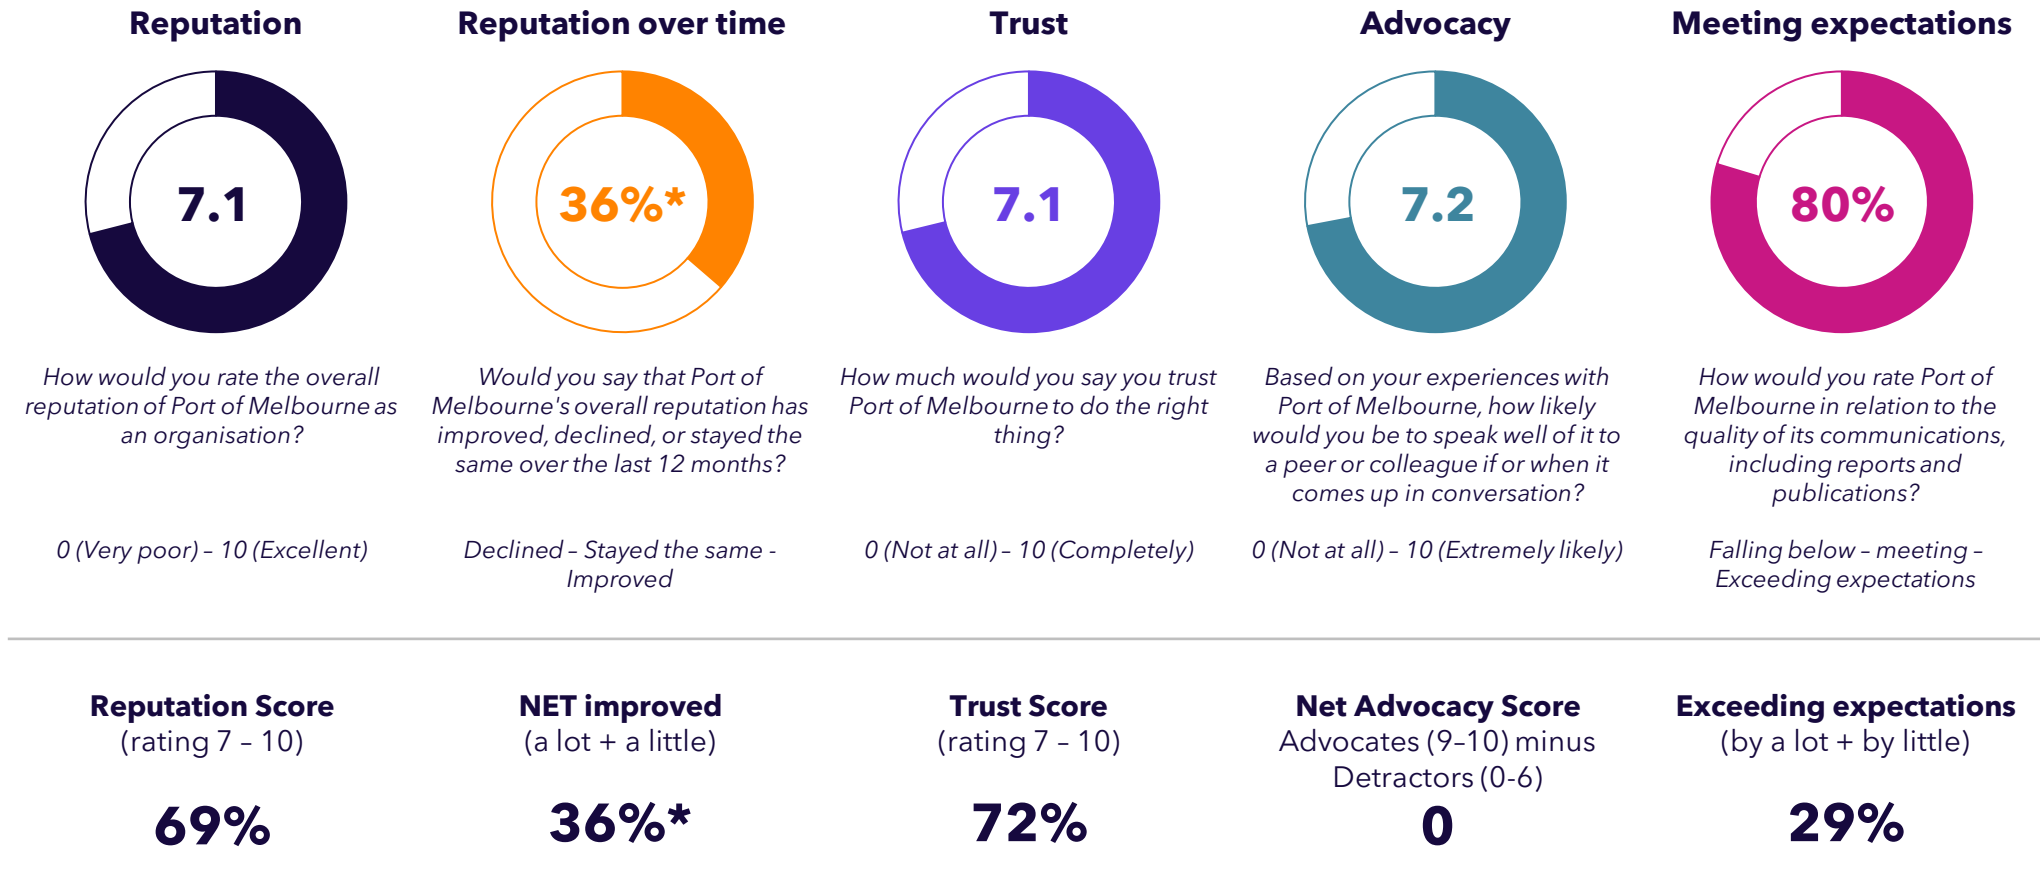 Reputation
7.1
How would you rate the overall
reputation of Port of Melbourne as
an organisation?
0 (Very poor) – 10 (Excellent)
Reputation Score
(rating 7 – 10)
69%
Reputation over time
36%*
Would you say that Port of
Melbourne's overall reputation has
improved, declined, or stayed the
same over the last 12 months?
Declined – Stayed the same -
Improved
NET improved
(a lot + a little)
36%*
Trust
7.1
How much would you say you trust
Port of Melbourne to do the right
thing?
0 (Not at all) – 10 (Completely)
Trust Score
(rating 7 – 10)
72%
Advocacy
7.2
Based on your experiences with
Port of Melbourne, how likely
would you be to speak well of it to
a peer or colleague if or when it
comes up in conversation?
0 (Not at all) – 10 (Extremely likely)
Net Advocacy Score
Advocates (9–10) minus
Detractors (0-6)
0
Meeting expectations
80%
How would you rate Port of
Melbourne in relation to the
quality of its communications,
including reports and
publications?
Falling below – meeting –
Exceeding expectations
Exceeding expectations
(by a lot + by little)
29%